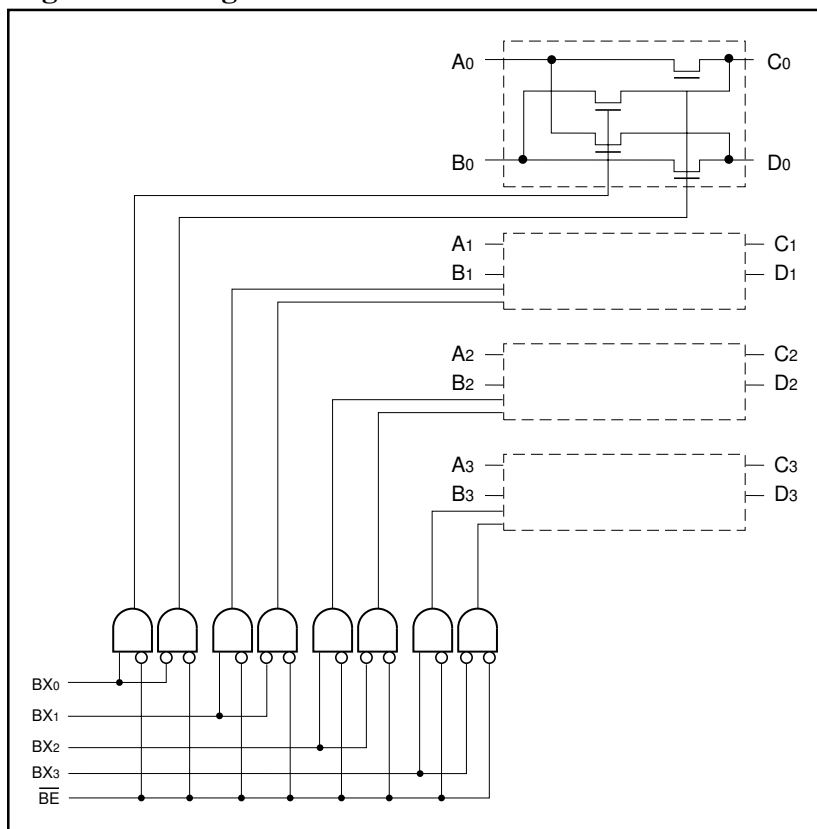 A0 C0
B0 D0
A1 C1
B1 D1
A2 C2
B2 D2
A3 C3
B3 D3
BX0
BX1
BX2
BX3
B̅E̅